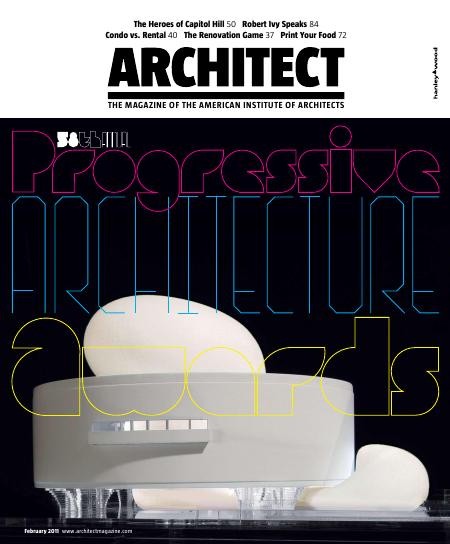 The Heroes of Capitol Hill 50 Robert Ivy Speaks 84
Condo vs. Rental 40 The Renovation Game 37 Print Your Food 72
ARCHITECT
hanley▲wood
THE MAGAZINE OF THE AMERICAN INSTITUTE OF ARCHITECTS
58th annual
Progressive
ARCHITECTURE
awards
February 2011 www.architectmagazine.com